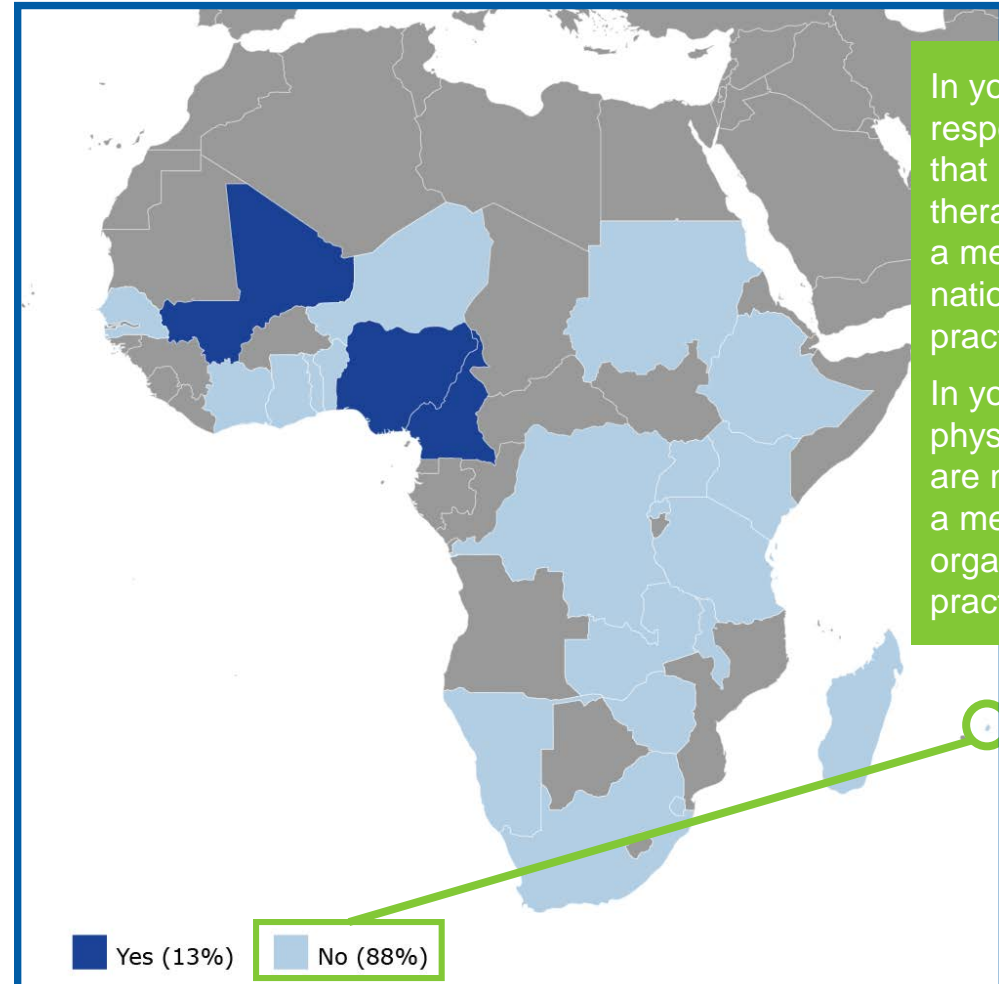 In yo
respo
that
thera
a me
natio
pract
In yo
phys
are
a me
orga
pract
Yes (13%)
No (88%)